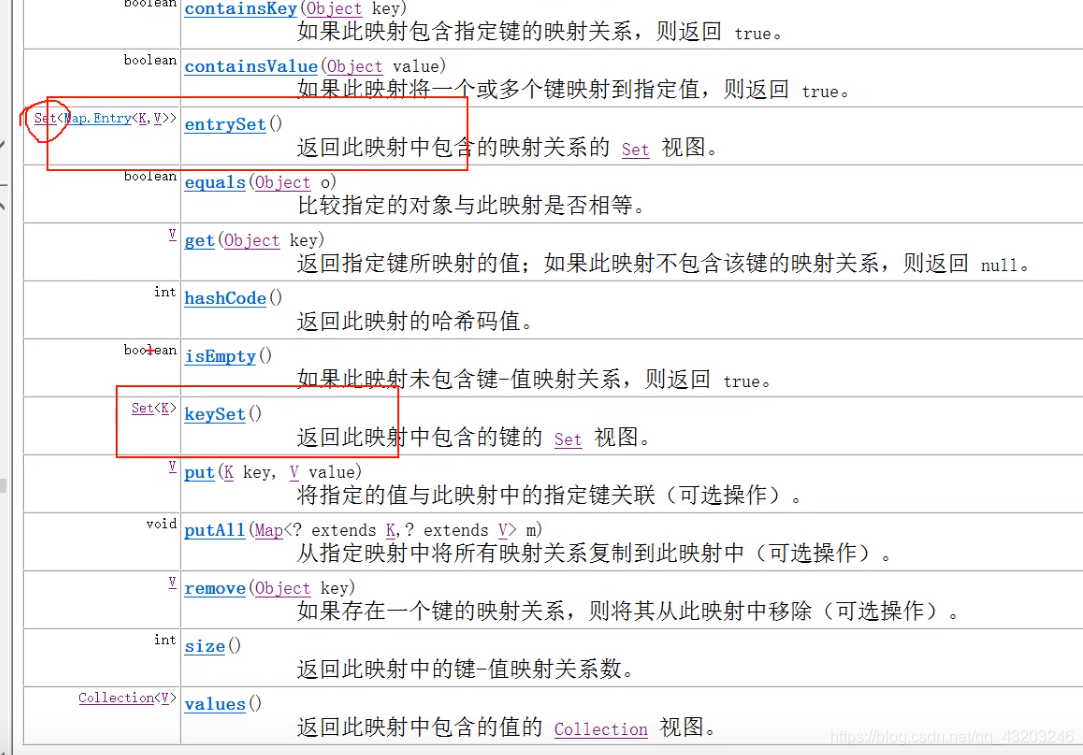 boolean containsKey(Object key)
如果此映射包含指定键的映射关系，则返回 true。
boolean containsValue(Object value)
如果此映射将一个或多个键映射到指定值，则返回 true。
Set<Map.Entry<K,V>> entrySet()
返回此映射中包含的映射关系的 Set 视图。
boolean equals(Object o)
比较指定的对象与此映射是否相等。
V get(Object key)
返回指定键所映射的值；如果此映射不包含该键的映射关系，则返回 null。
int hashCode()
返回此映射的哈希码值。
boolean isEmpty()
如果此映射未包含键-值映射关系，则返回 true。
Set<K> keySet()
返回此映射中包含的键的 Set 视图。
V put(K key, V value)
将指定的值与此映射中的指定键关联（可选操作）。
void putAll(Map<? extends K,? extends V> m)
从指定映射中将所有映射关系复制到此映射中（可选操作）。
V remove(Object key)
如果存在一个键的映射关系，则将其从此映射中移除（可选操作）。
int size()
返回此映射中的键-值映射关系数。
Collection<V> values()
返回此映射中包含的值的 Collection 视图。
https://blog.csdn.net/qq_43203246